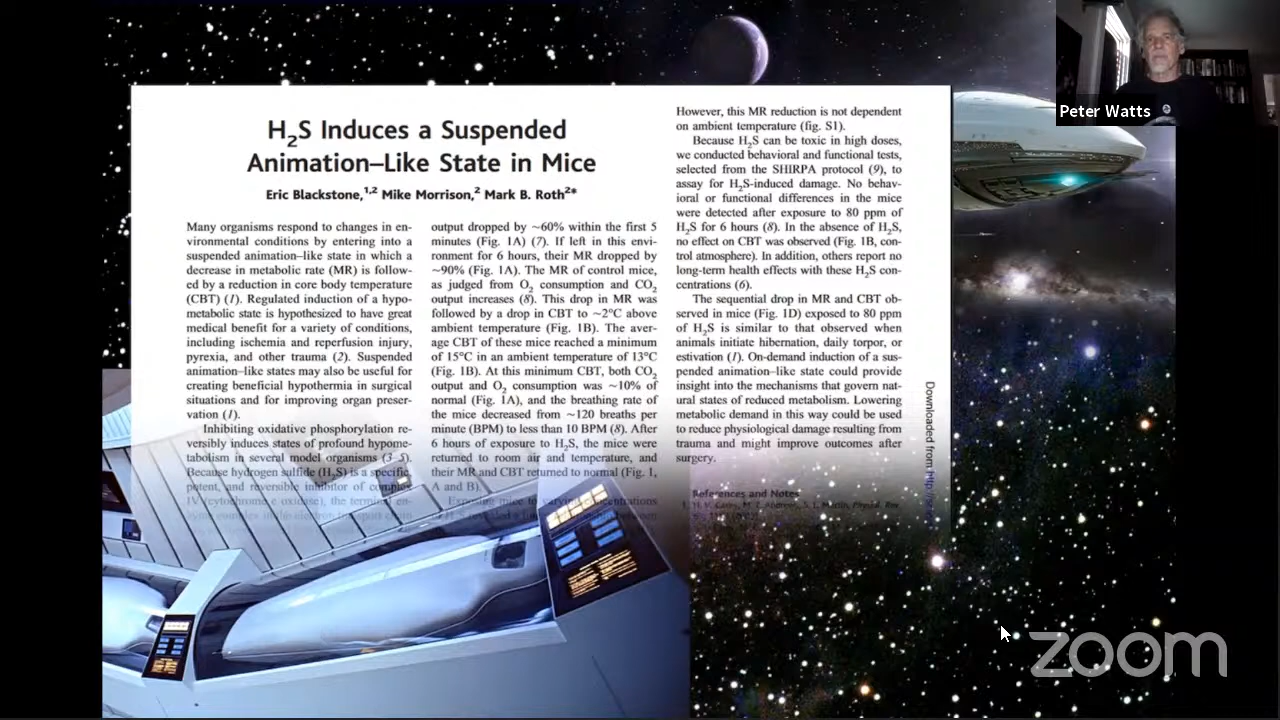 Peter Watts
H2S Induces a Suspended
Animation–Like State in Mice
Eric Blackstone,1,2 Mike Morrison,2 Mark B. Roth2*
Many organisms respond to changes in en-
vironmental conditions by entering into a
suspended animation–like state in which a
decrease in metabolic rate (MR) is follow-
ed by a reduction in core body temperature
(CBT) (1). Regulated induction of a hypo-
metabolic state is hypothesized to have great
medical benefit for a variety of conditions,
including ischemia and reperfusion injury,
pyrexia, and other trauma (2). Suspended
animation–like states may also be useful for
creating beneficial hypothermia in surgical
situations and for improving organ preser-
vation (1).
Inhibiting oxidative phosphorylation re-
versibly induces states of profound hypome-
tabolism in several model organisms (3–5).
Because hydrogen sulfide (H2S) is a specific,
potent, and reversible inhibitor of complex
IV (cytochrome c oxidase), the terminal en-
output dropped by ~60% within the first 5
minutes (Fig. 1A) (7). If left in this envi-
ronment for 6 hours, their MR dropped by
~90% (Fig. 1A). The MR of control mice,
as judged from O2 consumption and CO2
output increases (8). This drop in MR was
followed by a drop in CBT to ~2°C above
ambient temperature (Fig. 1B). The aver-
age CBT of these mice reached a minimum
of 15°C in an ambient temperature of 13°C
(Fig. 1B). At this minimum CBT, both CO2
output and O2 consumption was ~10% of
normal (Fig. 1A), and the breathing rate of
the mice decreased from ~120 breaths per
minute (BPM) to less than 10 BPM (8). After
6 hours of exposure to H2S, the mice were
returned to room air and temperature, and
their MR and CBT returned to normal (Fig. 1,
A and B).
Exposing mice to varying concentrations
However, this MR reduction is not dependent
on ambient temperature (fig. S1).
Because H2S can be toxic in high doses,
we conducted behavioral and functional tests,
selected from the SHIRPA protocol (9), to
assay for H2S-induced damage. No behav-
ioral or functional differences in the mice
were detected after exposure to 80 ppm of
H2S for 6 hours (8). In the absence of H2S,
no effect on CBT was observed (Fig. 1B, con-
trol atmosphere). In addition, others report no
long-term health effects with these H2S con-
centrations (6).
The sequential drop in MR and CBT ob-
served in mice (Fig. 1D) exposed to 80 ppm
of H2S is similar to that observed when
animals initiate hibernation, daily torpor, or
estivation (1). On-demand induction of a sus-
pended animation–like state could provide
insight into the mechanisms that govern nat-
ural states of reduced metabolism. Lowering
metabolic demand in this way could be used
to reduce physiological damage resulting from
trauma and might improve outcomes after
surgery.
References and Notes
Downloaded from
zoom